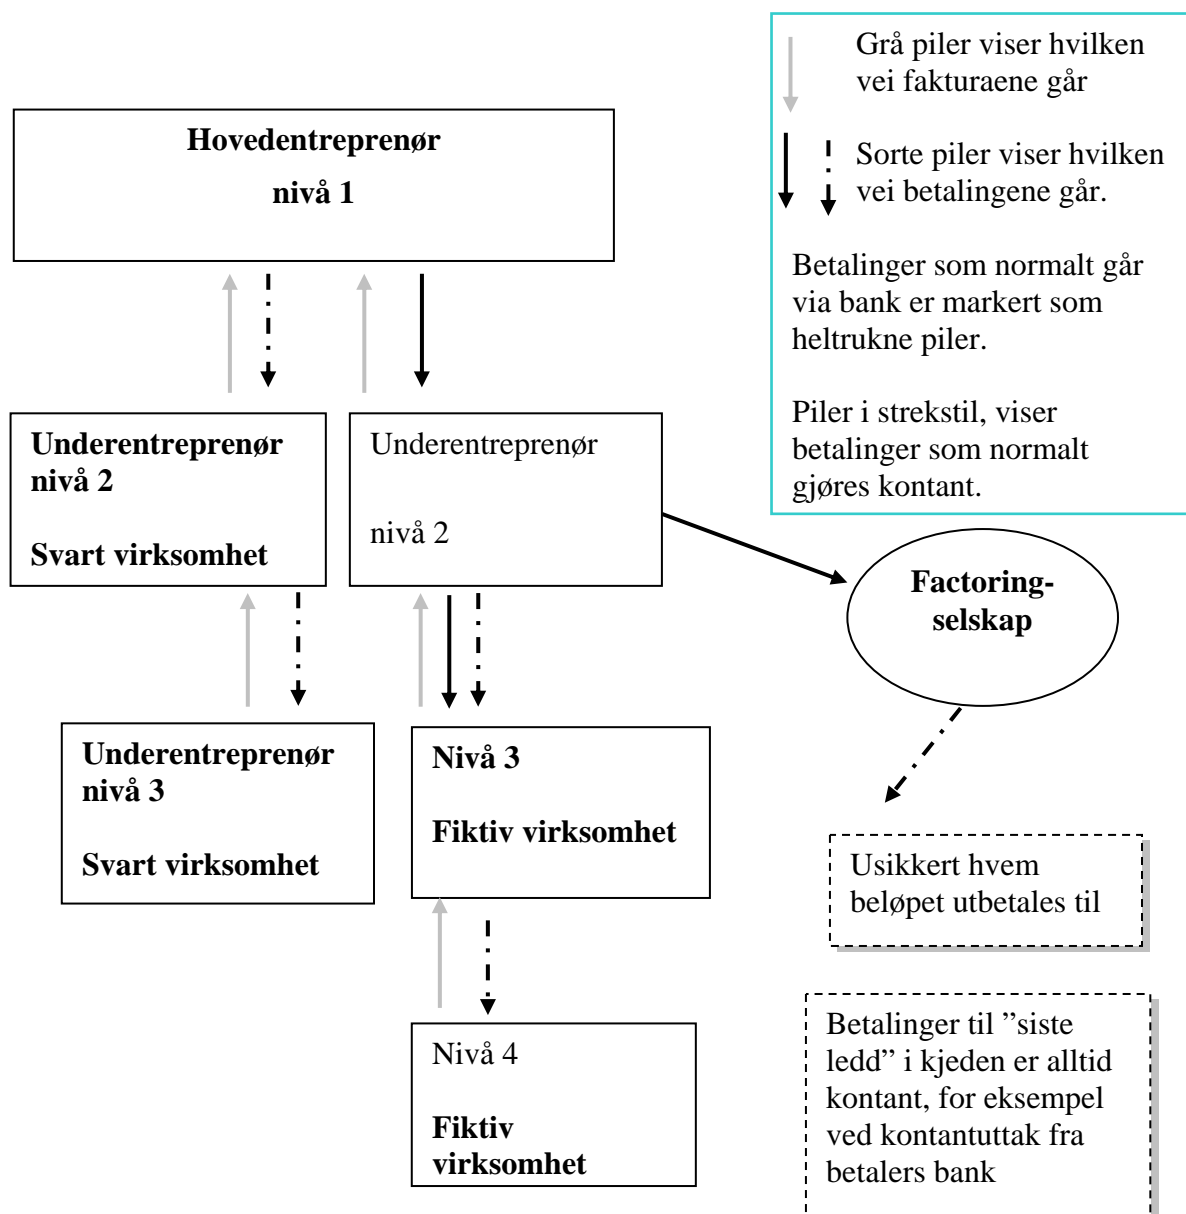 Grå piler viser hvilken
vei fakturaene går
Sorte piler viser hvilken
vei betalingene går.
Betalinger som normalt går
via bank er markert som
heltrukne piler.
Piler i strekstil, viser
betalinger som normalt
gjøres kontant.
Hovedentreprenør
nivå 1
Underentreprenør
nivå 2
Svart virksomhet
Underentreprenør
nivå 2
Factoring-
selskap
Underentreprenør
nivå 3
Svart virksomhet
Nivå 3
Fiktiv virksomhet
Usikkert hvem
beløpet utbetales til
Nivå 4
Fiktiv
virksomhet
Betalinger til ”siste
ledd” i kjeden er alltid
kontant, for eksempel
ved kontantuttak fra
betalers bank